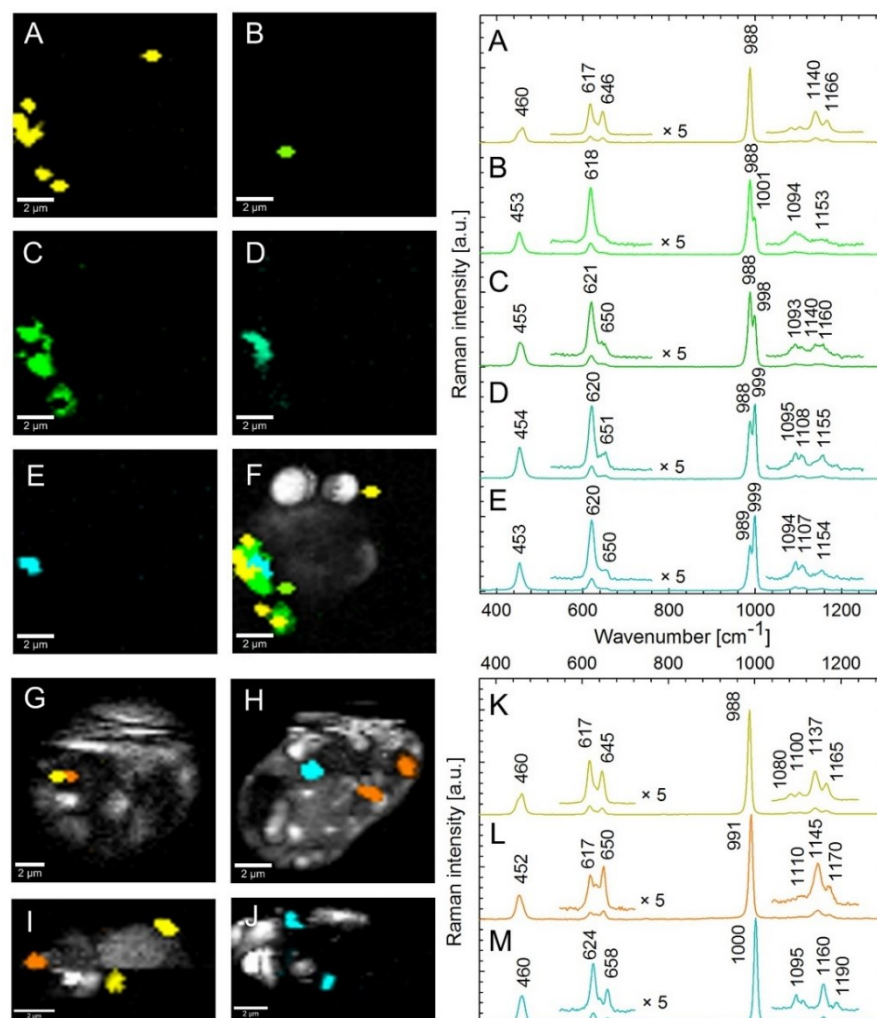 A
2 µm
B
2 µm
C
2 µm
D
2 µm
E
2 µm
F
2 µm
G
2 µm
H
2 µm
I
2 µm
J
2 µm
Raman intensity [a.u.]
A
460
617
646
× 5
988
1140
1166
B
453
618
× 5
988
1001
1094
1153
C
455
621
650
× 5
988
998
1093
1140
1160
D
454
620
651
× 5
988
999
1095
1108
1155
E
453
620
650
× 5
989
999
1094
1107
1154
400 600 800 1000 1200
Wavenumber [cm⁻¹]
400 600 800 1000 1200
Raman intensity [a.u.]
K
460
617
645
× 5
988
1080
1100
1137
1165
L
452
617
650
× 5
991
1110
1145
1170
M
460
624
658
× 5
1000
1095
1160
1190